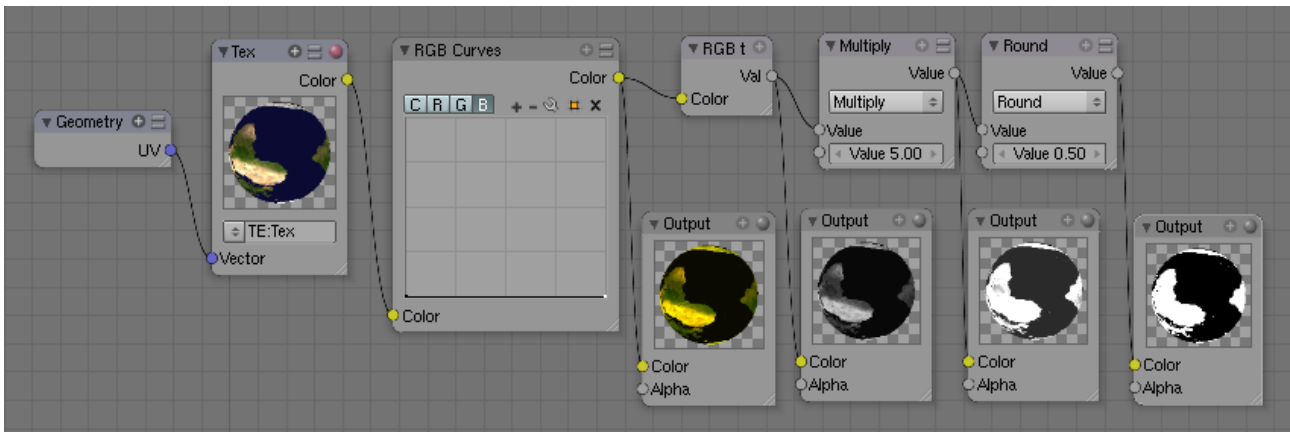 Geometry
UV
Tex
Color
TE:Tex
Vector
RGB Curves
Color
C R G B
Color
RGB t
Val
Color
Multiply
Value
Multiply
Value
Value 5.00
Round
Value
Round
Value
Value 0.50
Output
Color
Alpha
Output
Color
Alpha
Output
Color
Alpha
Output
Color
Alpha